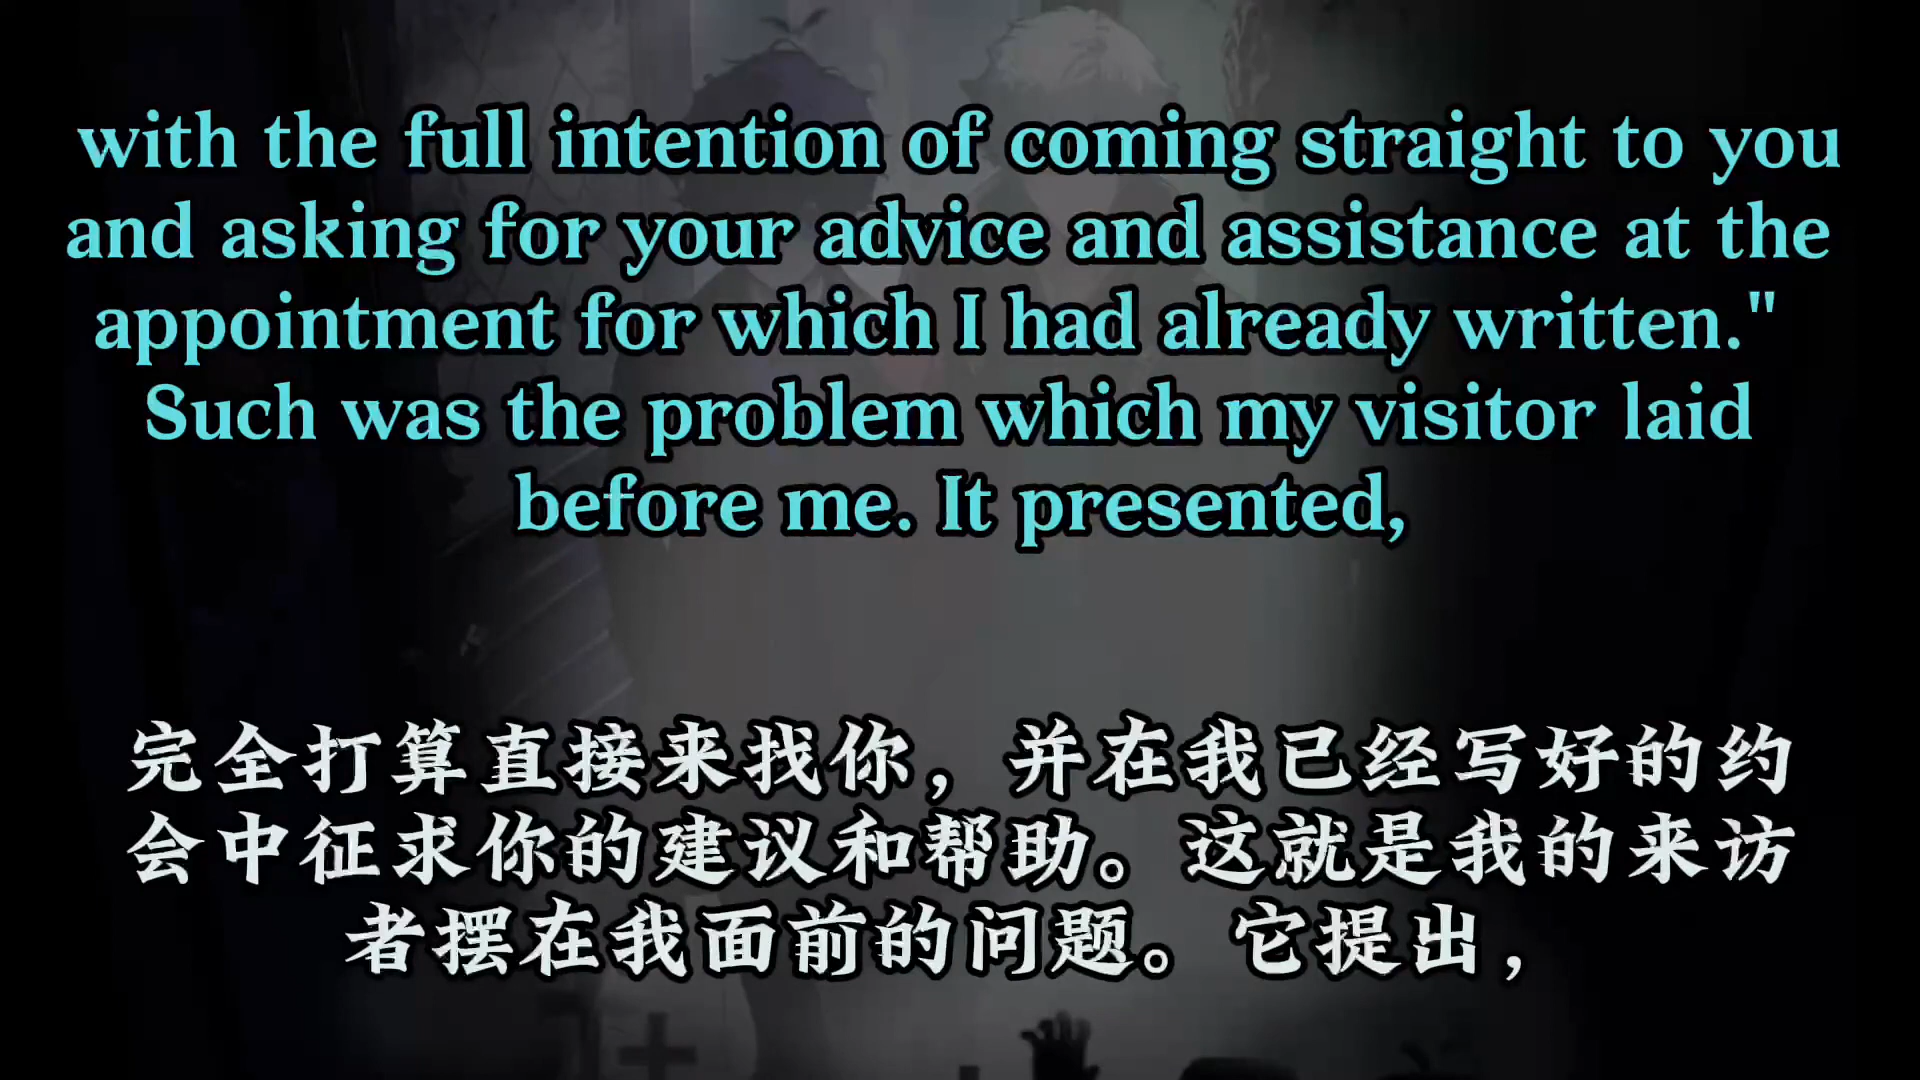 with the full intention of coming straight to you
and asking for your advice and assistance at the
appointment for which I had already written."
Such was the problem which my visitor laid
before me. It presented,
完全打算直接来找你，并在我已经写好的约
会中征求你的建议和帮助。这就是我的来访
者摆在我面前的问题。它提出，